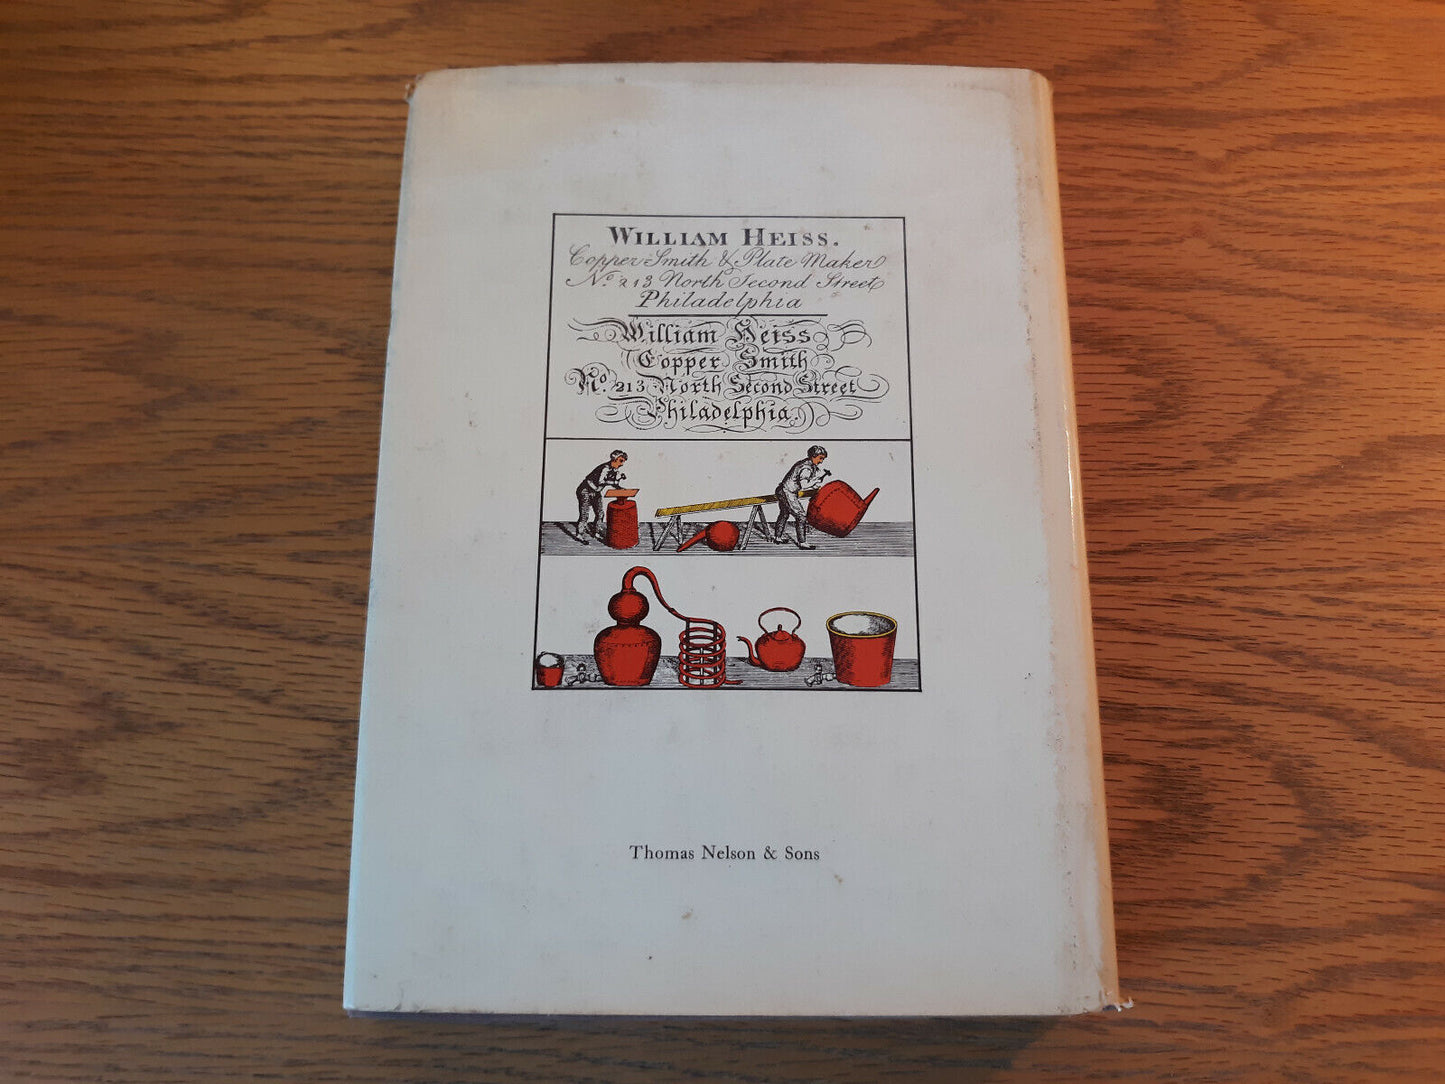 WILLIAM HEISS.
Copper Smith & Plate Maker
No. 213 North Second Street
Philadelphia
William Heiss
Copper Smith
No. 213 North Second Street
Philadelphia.
Thomas Nelson & Sons